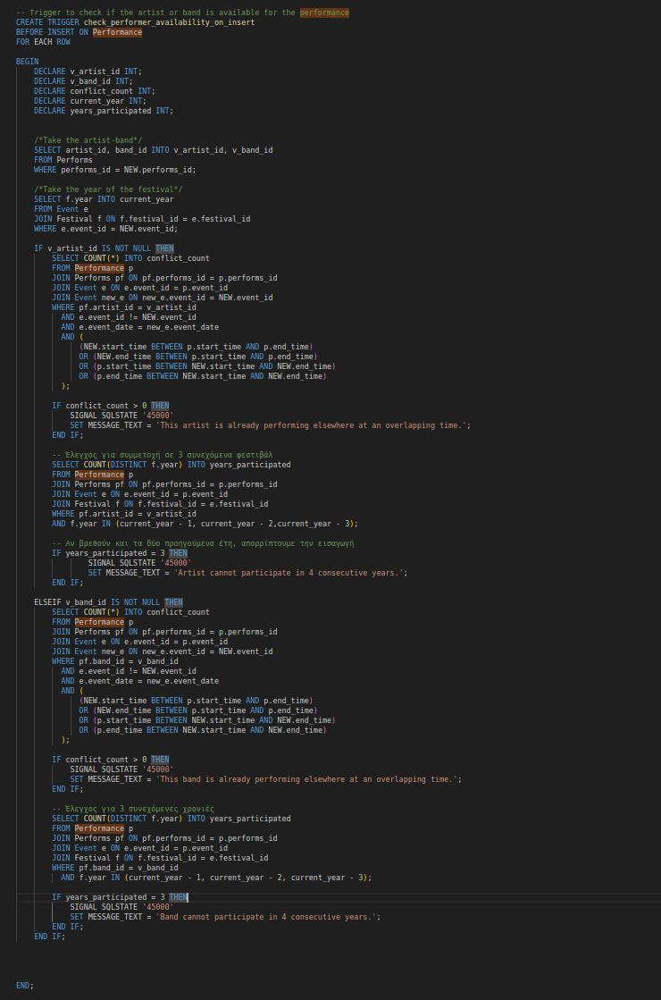 -- Trigger to check if the artist or band is available for the performance
CREATE TRIGGER check_performer_availability_on_insert
BEFORE INSERT ON Performance
FOR EACH ROW
BEGIN
DECLARE v_artist_id INT;
DECLARE v_band_id INT;
DECLARE conflict_count INT;
DECLARE current_year INT;
DECLARE years_participated INT;
/*Take the artist-band*/
SELECT artist_id, band_id INTO v_artist_id, v_band_id
FROM Performs
WHERE performs_id = NEW.performs_id;
/*Take the year of the festival*/
SELECT f.year INTO current_year
FROM Event e
JOIN Festival f ON f.festival_id = e.festival_id
WHERE e.event_id = NEW.event_id;
IF v_artist_id IS NOT NULL THEN
SELECT COUNT(*) INTO conflict_count
FROM Performance p
JOIN Performs pf ON pf.performs_id = p.performs_id
JOIN Event e ON e.event_id = p.event_id
JOIN Event new_e ON new_e.event_id = NEW.event_id
WHERE pf.artist_id = v_artist_id
AND e.event_id != NEW.event_id
AND e.event_date = new_e.event_date
AND (
(NEW.start_time BETWEEN p.start_time AND p.end_time)
OR (NEW.end_time BETWEEN p.start_time AND p.end_time)
OR (p.start_time BETWEEN NEW.start_time AND NEW.end_time)
OR (p.end_time BETWEEN NEW.start_time AND NEW.end_time)
);
IF conflict_count > 0 THEN
SIGNAL SQLSTATE '45000'
SET MESSAGE_TEXT = 'This artist is already performing elsewhere at an overlapping time.';
END IF;
-- Έλεγχος για συμμετοχή σε 3 συνεχόμενα φεστιβάλ
SELECT COUNT(DISTINCT f.year) INTO years_participated
FROM Performance p
JOIN Performs pf ON pf.performs_id = p.performs_id
JOIN Event e ON e.event_id = p.event_id
JOIN Festival f ON f.festival_id = e.festival_id
WHERE pf.artist_id = v_artist_id
AND f.year IN (current_year - 1, current_year - 2,current_year - 3);
-- Αν βρεθούν και τα δύο προηγούμενα έτη, απορρίπτουμε την εισαγωγή
IF years_participated = 3 THEN
SIGNAL SQLSTATE '45000'
SET MESSAGE_TEXT = 'Artist cannot participate in 4 consecutive years.';
END IF;
ELSEIF v_band_id IS NOT NULL THEN
SELECT COUNT(*) INTO conflict_count
FROM Performance p
JOIN Performs pf ON pf.performs_id = p.performs_id
JOIN Event e ON e.event_id = p.event_id
JOIN Event new_e ON new_e.event_id = NEW.event_id
WHERE pf.band_id = v_band_id
AND e.event_id != NEW.event_id
AND e.event_date = new_e.event_date
AND (
(NEW.start_time BETWEEN p.start_time AND p.end_time)
OR (NEW.end_time BETWEEN p.start_time AND p.end_time)
OR (p.start_time BETWEEN NEW.start_time AND NEW.end_time)
OR (p.end_time BETWEEN NEW.start_time AND NEW.end_time)
);
IF conflict_count > 0 THEN
SIGNAL SQLSTATE '45000'
SET MESSAGE_TEXT = 'This band is already performing elsewhere at an overlapping time.';
END IF;
-- Έλεγχος για 3 συνεχόμενες χρονιές
SELECT COUNT(DISTINCT f.year) INTO years_participated
FROM Performance p
JOIN Performs pf ON pf.performs_id = p.performs_id
JOIN Event e ON e.event_id = p.event_id
JOIN Festival f ON f.festival_id = e.festival_id
WHERE pf.band_id = v_band_id
AND f.year IN (current_year - 1, current_year - 2, current_year - 3);
IF years_participated = 3 THEN
SIGNAL SQLSTATE '45000'
SET MESSAGE_TEXT = 'Band cannot participate in 4 consecutive years.';
END IF;
END IF;
END;